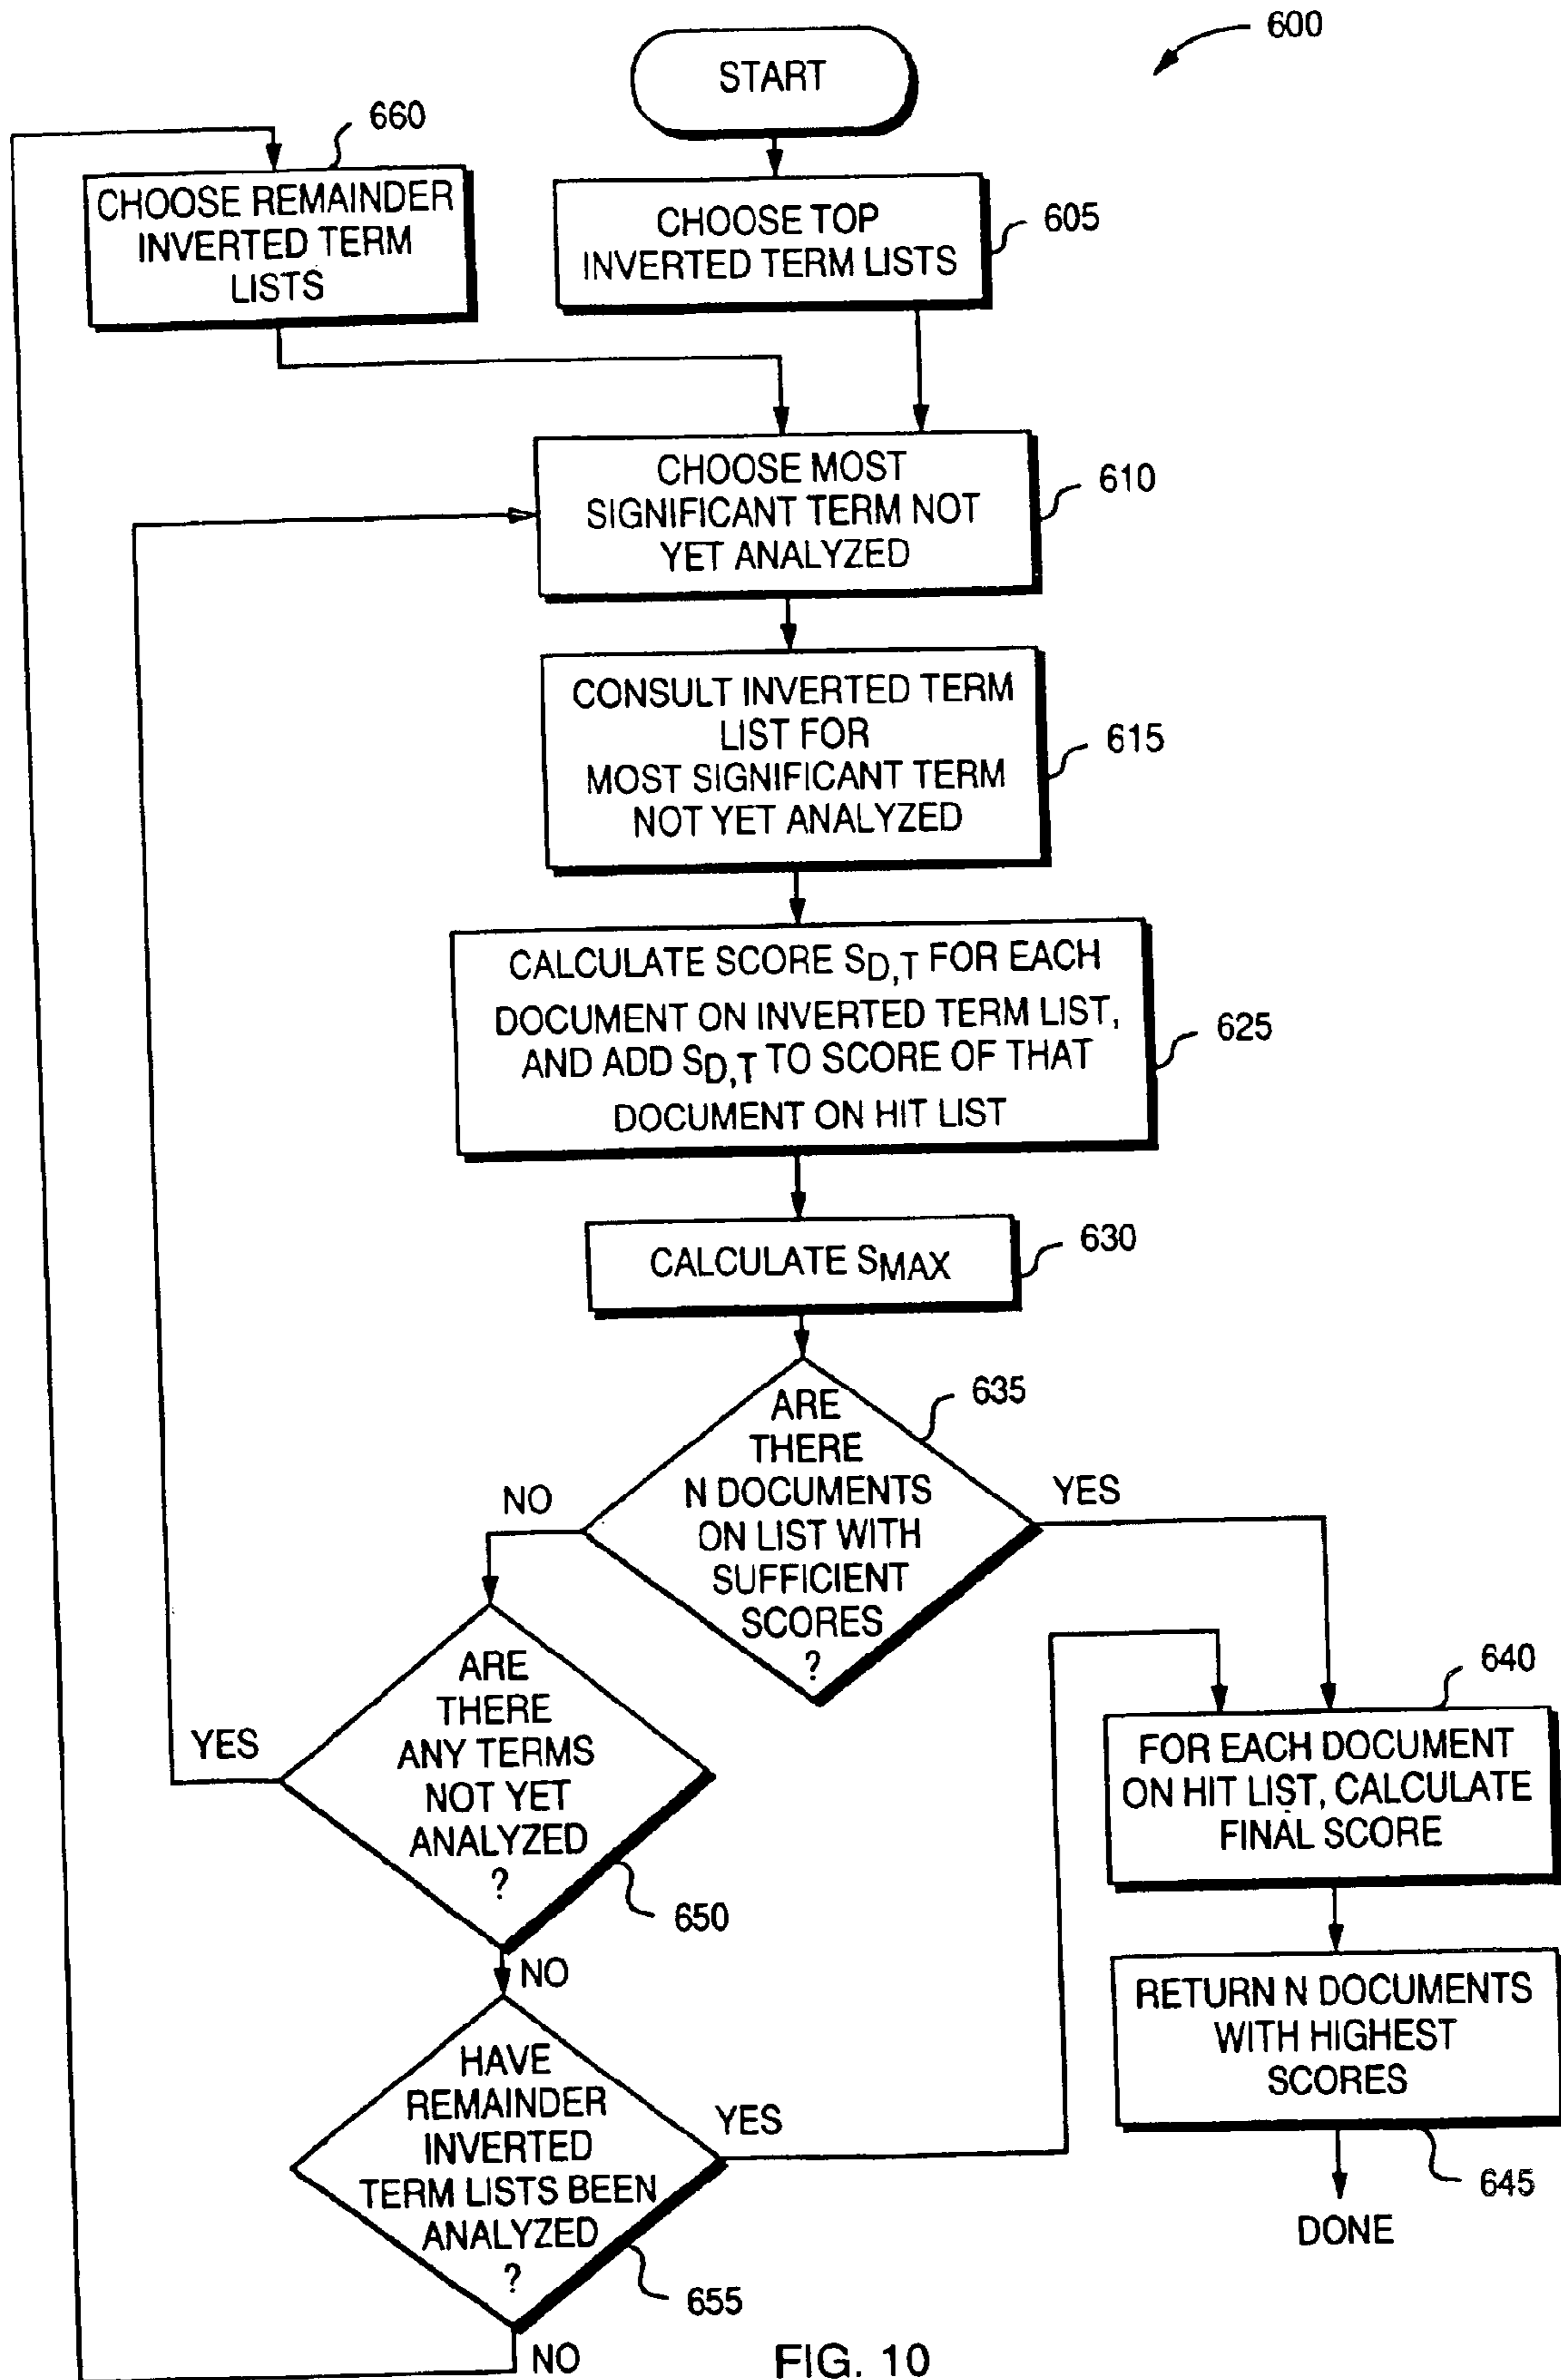 600
START
660
CHOOSE REMAINDER
INVERTED TERM
LISTS
CHOOSE TOP
INVERTED TERM LISTS
605
CHOOSE MOST
SIGNIFICANT TERM NOT
YET ANALYZED
610
CONSULT INVERTED TERM
LIST FOR
MOST SIGNIFICANT TERM
NOT YET ANALYZED
615
CALCULATE SCORE SD,T FOR EACH
DOCUMENT ON INVERTED TERM LIST,
AND ADD SD,T TO SCORE OF THAT
DOCUMENT ON HIT LIST
625
CALCULATE SMAX
630
ARE
THERE
N DOCUMENTS
ON LIST WITH
SUFFICIENT
SCORES
?
635
NO
YES
ARE
THERE
ANY TERMS
NOT YET
ANALYZED
?
650
YES
NO
HAVE
REMAINDER
INVERTED
TERM LISTS BEEN
ANALYZED
?
655
YES
NO
640
FOR EACH DOCUMENT
ON HIT LIST, CALCULATE
FINAL SCORE
RETURN N DOCUMENTS
WITH HIGHEST
SCORES
645
DONE
FIG. 10